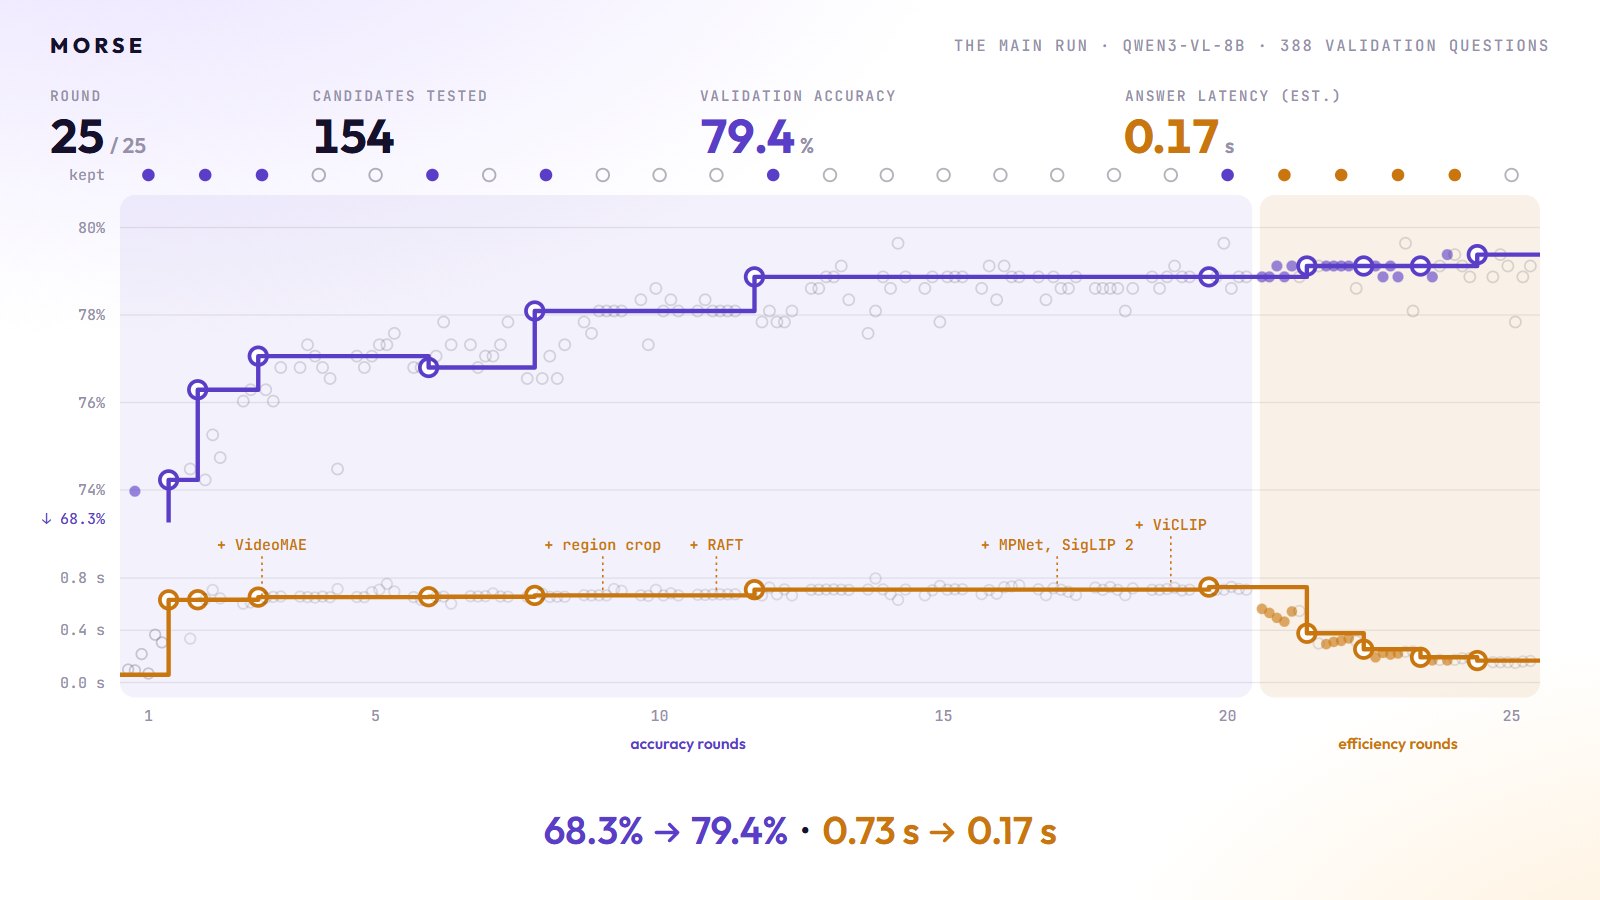 MORSE
THE MAIN RUN · QWEN3-VL-8B · 388 VALIDATION QUESTIONS
ROUND
25 / 25
CANDIDATES TESTED
154
VALIDATION ACCURACY
79.4 %
ANSWER LATENCY (EST.)
0.17 s
kept
80%
78%
76%
74%
↓ 68.3%
+ ViCLIP
+ VideoMAE
+ region crop
+ RAFT
+ MPNet, SigLIP 2
0.8 s
0.4 s
0.0 s
1 5 10 15 20 25
accuracy rounds
efficiency rounds
68.3% → 79.4% · 0.73 s → 0.17 s